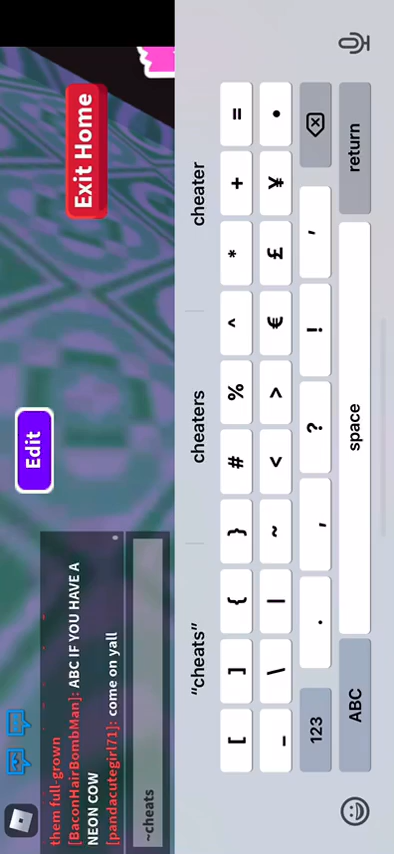 Exit Home
Edit
them full-grown
[BaconHairBombMan]: ABC IF YOU HAVE A
NEON COW
[pandacutegirl71]: come on yall
~cheats
"cheats" cheaters cheater
[ ] { } # % ^ * + =
_ \ | ~ < > € £ ¥ •
123 . , ? ! '
ABC space return